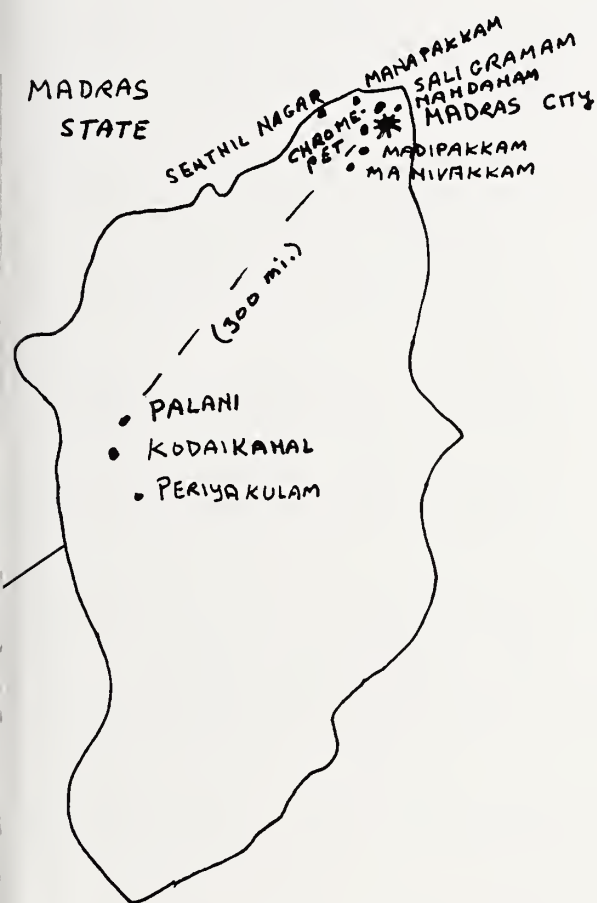 MADRAS
STATE
SENTHIL NAGAR
MANAPAKKAM
SALIGRAMAM
NANDANAM
MADRAS CITY
CHROME-
PET
MADIPAKKAM
MANIVAKKAM
(300 mi.)
PALANI
KODAIKANAL
PERIYAKULAM